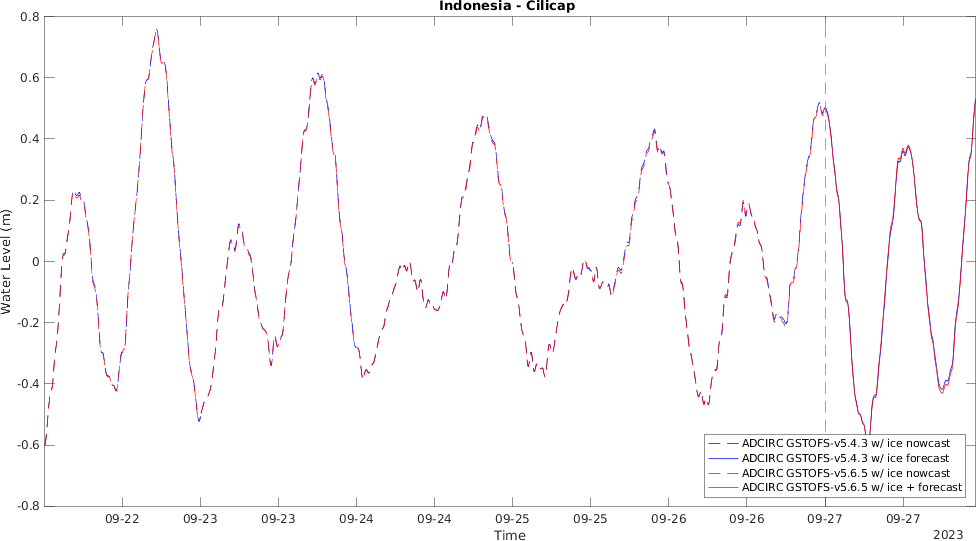 Indonesia - Cilicap
0.8
0.6
0.4
0.2
0
-0.2
-0.4
-0.6
-0.8
Water Level (m)
ADCIRC GSTOFS-v5.4.3 w/ ice nowcast
ADCIRC GSTOFS-v5.4.3 w/ ice forecast
ADCIRC GSTOFS-v5.6.5 w/ ice nowcast
ADCIRC GSTOFS-v5.6.5 w/ ice + forecast
09-22 09-23 09-23 09-24 09-24 09-25 09-25 09-26 09-26 09-27 09-27
Time
2023